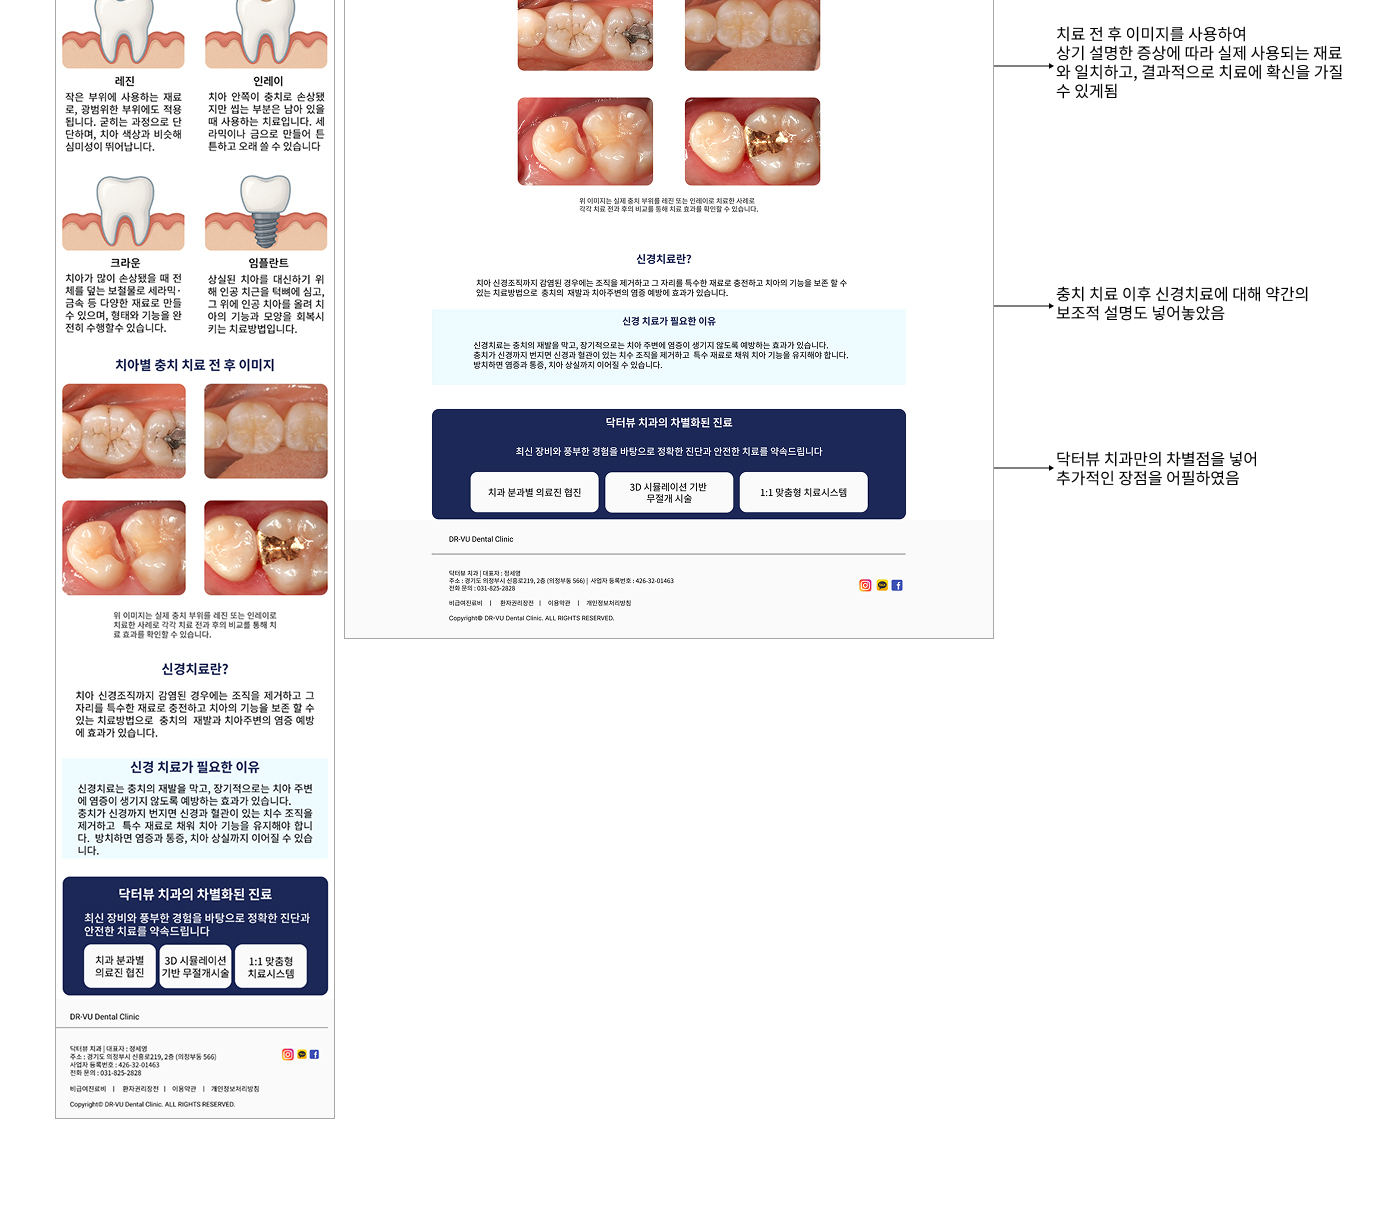 레진
작은 부위에 사용하는 재료
로, 광범위한 부위에도 적용
됩니다. 굳히는 과정으로 단
단하며, 치아 색상과 비슷해
심미성이 뛰어납니다.
인레이
치아 안쪽이 충치로 손상됐
지만 씹는 부분은 남아 있을
때 사용하는 치료입니다. 세
라믹이나 금으로 만들어 튼
튼하고 오래 쓸 수 있습니다
크라운
치아가 많이 손상됐을 때 전
체를 덮는 보철물로 세라믹·
금속 등 다양한 재료로 만들
수 있으며, 형태와 기능을 완
전히 수행할수 있습니다.
임플란트
상실된 치아를 대신하기 위
해 인공 치근을 턱뼈에 심고,
그 위에 인공 치아를 올려 치
아의 기능과 모양을 회복시
키는 치료방법입니다.
치아별 충치 치료 전 후 이미지
위 이미지는 실제 충치 부위를 레진 또는 인레이로
치료한 사례로 각각 치료 전과 후의 비교를 통해 치
료 효과를 확인할 수 있습니다.
신경치료란?
치아 신경조직까지 감염된 경우에는 조직을 제거하고 그
자리를 특수한 재료로 충전하고 치아의 기능을 보존 할 수
있는 치료방법으로 충치의 재발과 치아주변의 염증 예방
에 효과가 있습니다.
신경 치료가 필요한 이유
신경치료는 충치의 재발을 막고, 장기적으로는 치아 주변
에 염증이 생기지 않도록 예방하는 효과가 있습니다.
충치가 신경까지 번지면 신경과 혈관이 있는 치수 조직을
제거하고 특수 재료로 채워 치아 기능을 유지해야 합니
다. 방치하면 염증과 통증, 치아 상실까지 이어질 수 있습
니다.
닥터뷰 치과의 차별화된 진료
최신 장비와 풍부한 경험을 바탕으로 정확한 진단과
안전한 치료를 약속드립니다
치과 분과별
의료진 협진
3D 시뮬레이션
기반 무절개시술
1:1 맞춤형
치료시스템
DR-VU Dental Clinic
닥터뷰 치과 | 대표자 : 정세영
주소 : 경기도 의정부시 신흥로219, 2층 (의정부동 566)
사업자 등록번호 : 426-32-01463
전화 문의 : 031-825-2828
비급여진료비 | 환자권리장전 | 이용약관 | 개인정보처리방침
Copyright© DR-VU Dental Clinic. ALL RIGHTS RESERVED.
위 이미지는 실제 충치 부위를 레진 또는 인레이로 치료한 사례로
각각 치료 전과 후의 비교를 통해 치료 효과를 확인할 수 있습니다.
신경치료란?
치아 신경조직까지 감염된 경우에는 조직을 제거하고 그 자리를 특수한 재료로 충전하고 치아의 기능을 보존 할 수
있는 치료방법으로 충치의 재발과 치아주변의 염증 예방에 효과가 있습니다.
신경 치료가 필요한 이유
신경치료는 충치의 재발을 막고, 장기적으로는 치아 주변에 염증이 생기지 않도록 예방하는 효과가 있습니다.
충치가 신경까지 번지면 신경과 혈관이 있는 치수 조직을 제거하고 특수 재료로 채워 치아 기능을 유지해야 합니다.
방치하면 염증과 통증, 치아 상실까지 이어질 수 있습니다.
닥터뷰 치과의 차별화된 진료
최신 장비와 풍부한 경험을 바탕으로 정확한 진단과 안전한 치료를 약속드립니다
치과 분과별 의료진 협진
3D 시뮬레이션 기반
무절개 시술
1:1 맞춤형 치료시스템
DR-VU Dental Clinic
닥터뷰 치과 | 대표자 : 정세영
주소 : 경기도 의정부시 신흥로219, 2층 (의정부동 566) | 사업자 등록번호 : 426-32-01463
전화 문의 : 031-825-2828
비급여진료비 | 환자권리장전 | 이용약관 | 개인정보처리방침
Copyright© DR-VU Dental Clinic. ALL RIGHTS RESERVED.
치료 전 후 이미지를 사용하여
상기 설명한 증상에 따라 실제 사용되는 재료
와 일치하고, 결과적으로 치료에 확신을 가질
수 있게됨
충치 치료 이후 신경치료에 대해 약간의
보조적 설명도 넣어놓았음
닥터뷰 치과만의 차별점을 넣어
추가적인 장점을 어필하였음